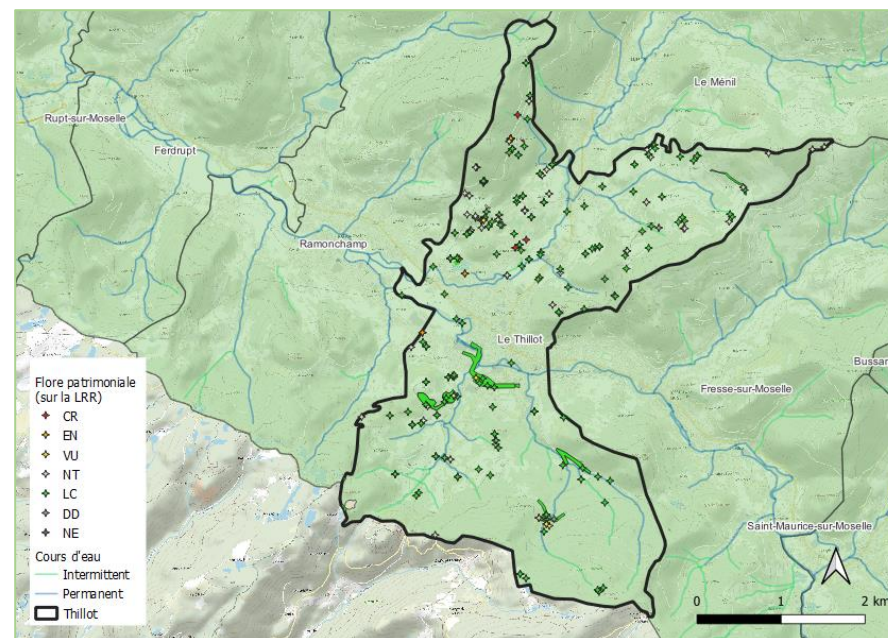 Le Ménil
Rupt-sur-Moselle
Ferdrupt
Ramonchamp
Le Thillot
Bussan
Fresse-sur-Moselle
Saint-Maurice-sur-Moselle
Flore patrimoniale
(sur la LRR)
CR
EN
VU
NT
LC
DD
NE
Cours d'eau
Intermittent
Permanent
Thillot
0 1 2 km